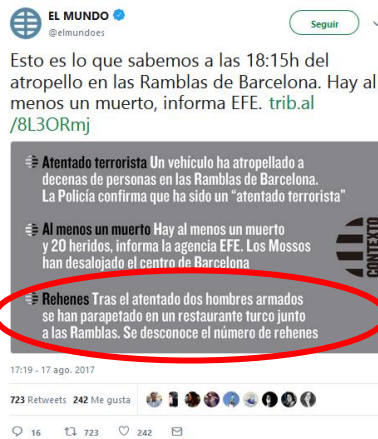 EL MUNDO
@elmundoes
Seguir
Esto es lo que sabemos a las 18:15h del
atropello en las Ramblas de Barcelona. Hay al
menos un muerto, informa EFE. trib.al
/8L3ORmj
Atentado terrorista Un vehículo ha atropellado a
decenas de personas en las Ramblas de Barcelona.
La Policía confirma que ha sido un “atentado terrorista”
Al menos un muerto Hay al menos un muerto
y 20 heridos, informa la agencia EFE. Los Mossos
han desalojado el centro de Barcelona
CONTEXTO
Rehenes Tras el atentado dos hombres armados
se han parapetado en un restaurante turco junto
a las Ramblas. Se desconoce el número de rehenes
17:19 - 17 ago. 2017
723 Retweets 242 Me gusta
16 723 242